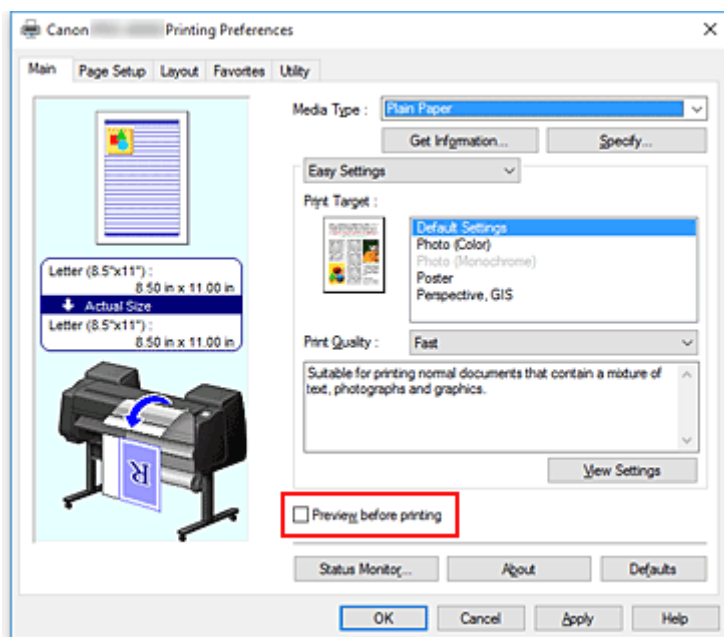 Canon Printing Preferences
Main Page Setup Layout Favorites Utility
Media Type : Plain Paper
Get Information... Specify...
Easy Settings
Print Target :
Default Settings
Photo (Color)
Photo (Monochrome)
Poster
Perspective, GIS
Letter (8.5"x11") :
8.50 in x 11.00 in
Actual Size
Letter (8.5"x11") :
8.50 in x 11.00 in
R
Print Quality : Fast
Suitable for printing normal documents that contain a mixture of
text, photographs and graphics.
View Settings
Preview before printing
Status Monitor... About Defaults
OK Cancel Apply Help